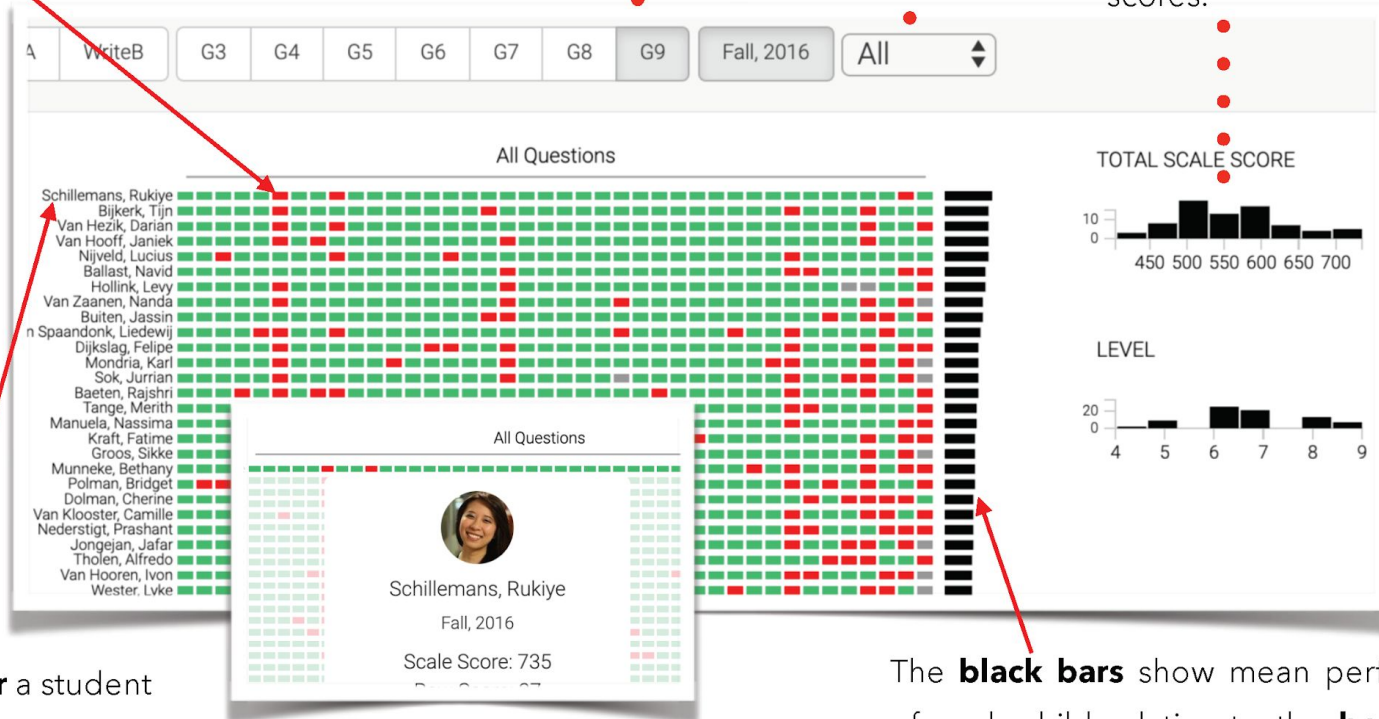 scores.
A WriteB G3 G4 G5 G6 G7 G8 G9 Fall, 2016 All
All Questions
TOTAL SCALE SCORE
Schillemans, Rukiye
Bijkerk, Tijn
Van Hezik, Darian
Van Hooff, Janiek
Nijveld, Lucius
Ballast, Navid
Hollink, Levy
Van Zaanen, Nanda
Buiten, Jassin
n Spaandonk, Liedewij
Dijkslag, Felipe
Mondria, Karl
Sok, Jurrian
Baeten, Rajshri
Tange, Merith
Manuela, Nassima
Kraft, Fatime
Groos, Sikke
Munneke, Bethany
Polman, Bridget
Dolman, Cherine
Van Klooster, Camille
Nederstigt, Prashant
Jongejan, Jafar
Tholen, Alfredo
Van Hooren, Ivon
Wester, Lyke
10
0
450 500 550 600 650 700
LEVEL
20
0
4 5 6 7 8 9
All Questions
Schillemans, Rukiye
Fall, 2016
Scale Score: 735
r a student
The black bars show mean perf